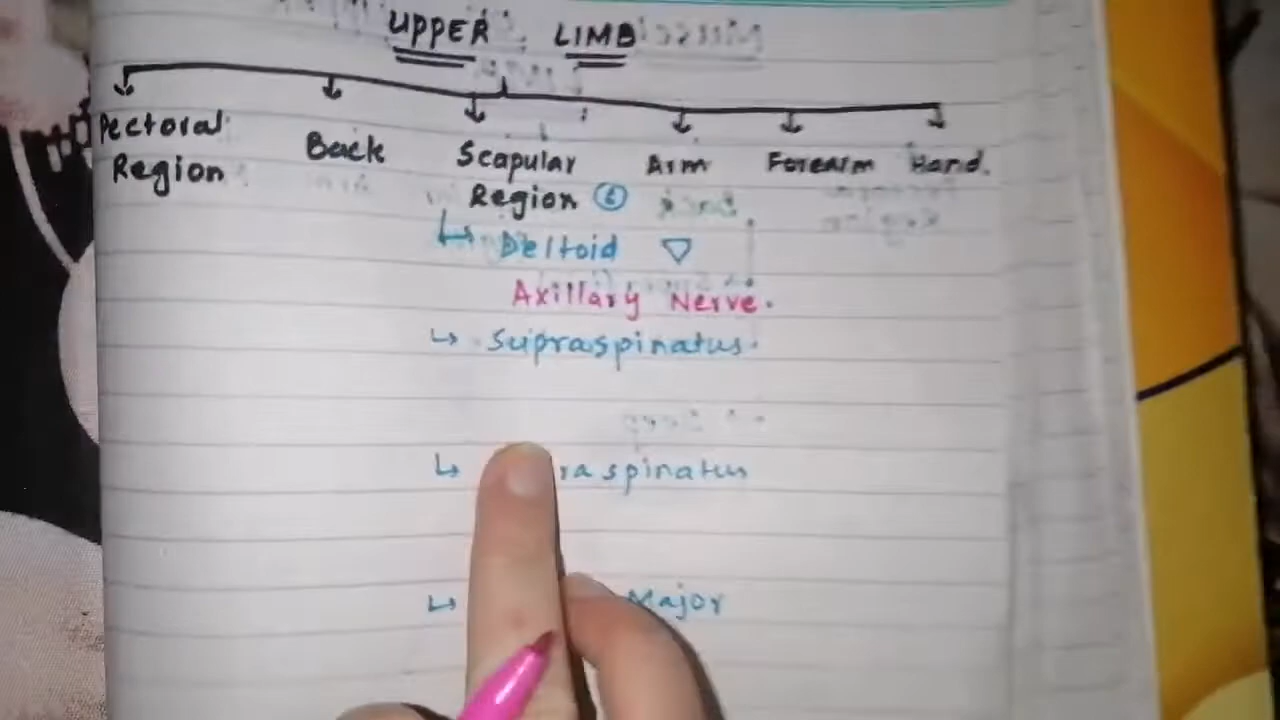 UPPER LIMB
Pectoral Region
Back
Scapular Region 6
Arm
Forearm
Hand.
↳ Deltoid ▽
Axillary Nerve.
↳ Supraspinatus.
↳ raspinatus
↳ Major